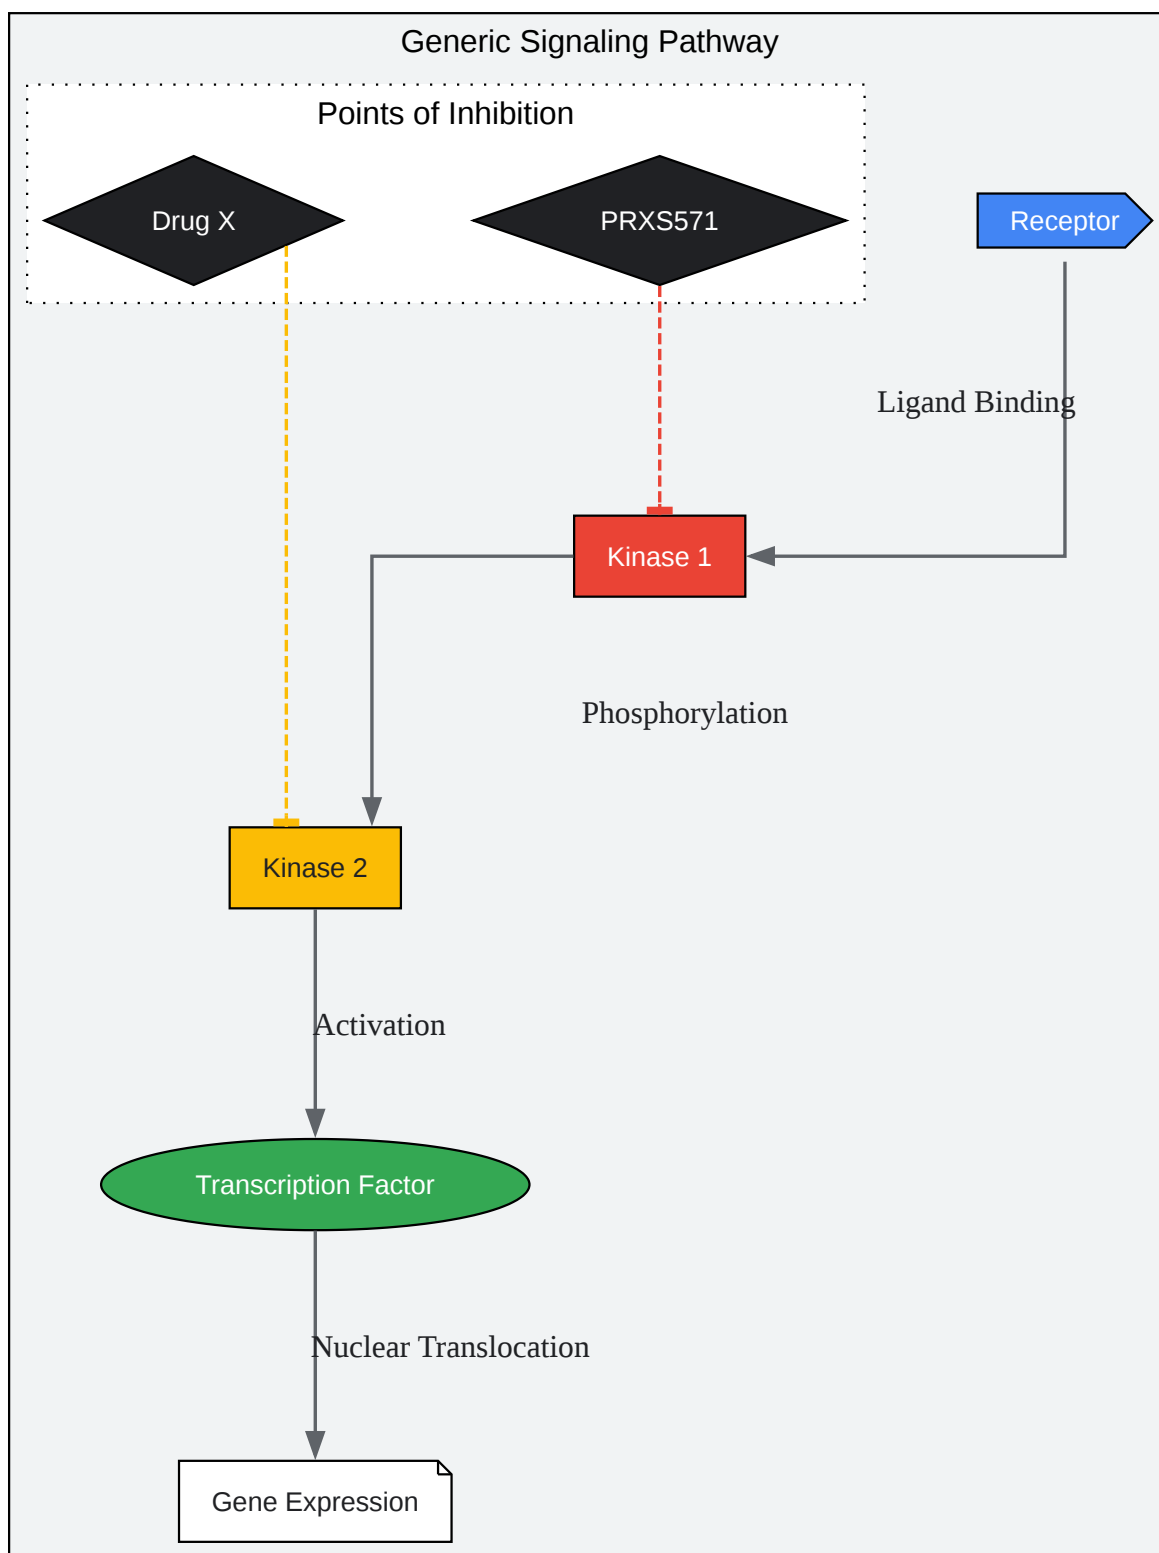 Generic Signaling Pathway
Points of Inhibition
Drug X
PRXS571
Receptor
Ligand Binding
Kinase 1
Phosphorylation
Kinase 2
Activation
Transcription Factor
Nuclear Translocation
Gene Expression